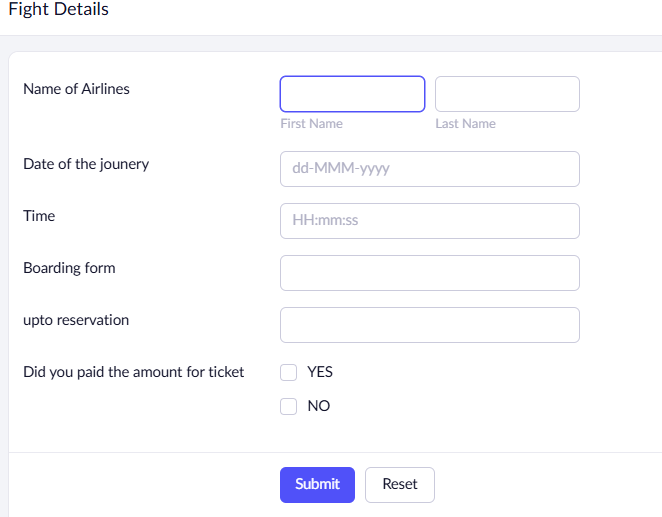 Fight Details
Name of Airlines
First Name Last Name
Date of the jounery dd-MMM-yyyy
Time HH:mm:ss
Boarding form
upto reservation
Did you paid the amount for ticket YES
NO
Submit Reset